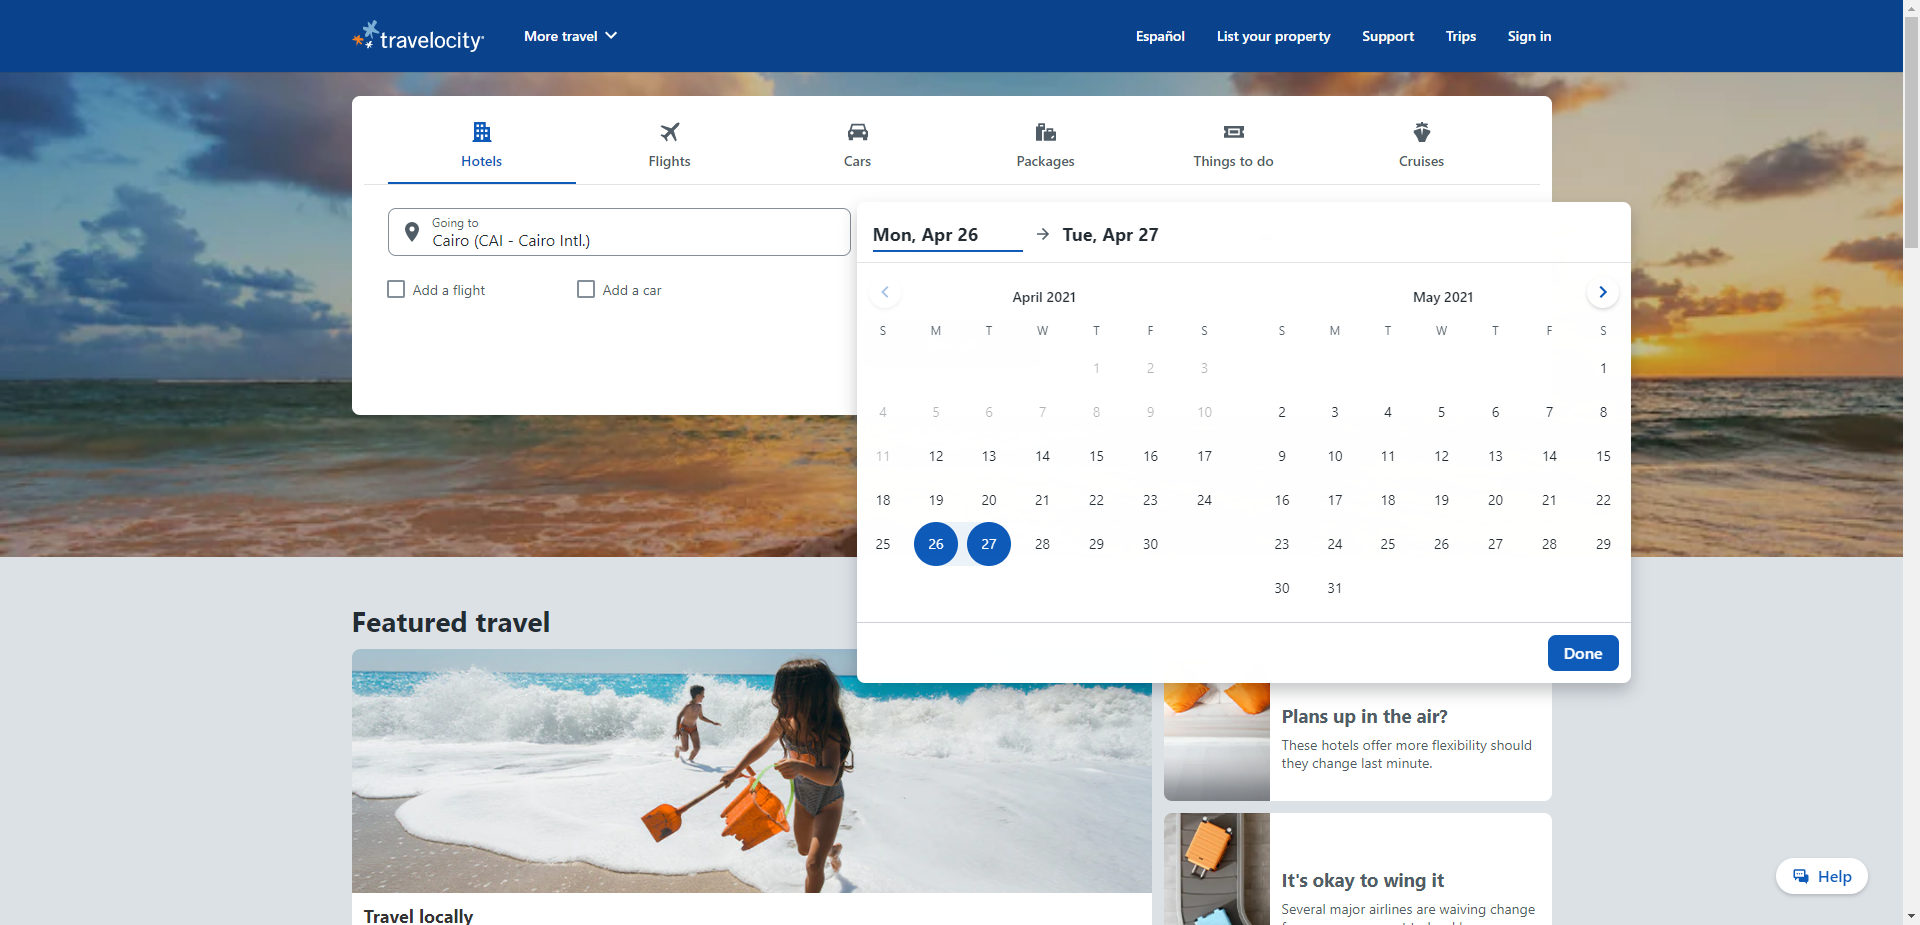 travelocity
More travel
Español
List your property
Support
Trips
Sign in
Hotels
Flights
Cars
Packages
Things to do
Cruises
Going to
Cairo (CAI - Cairo Intl.)
Add a flight
Add a car
Mon, Apr 26
Tue, Apr 27
April 2021
S M T W T F S
1 2 3
4 5 6 7 8 9 10
11 12 13 14 15 16 17
18 19 20 21 22 23 24
25 26 27 28 29 30
May 2021
S M T W T F S
1
2 3 4 5 6 7 8
9 10 11 12 13 14 15
16 17 18 19 20 21 22
23 24 25 26 27 28 29
30 31
Done
Featured travel
Travel locally
Plans up in the air?
These hotels offer more flexibility should
they change last minute.
It's okay to wing it
Several major airlines are waiving change
Help